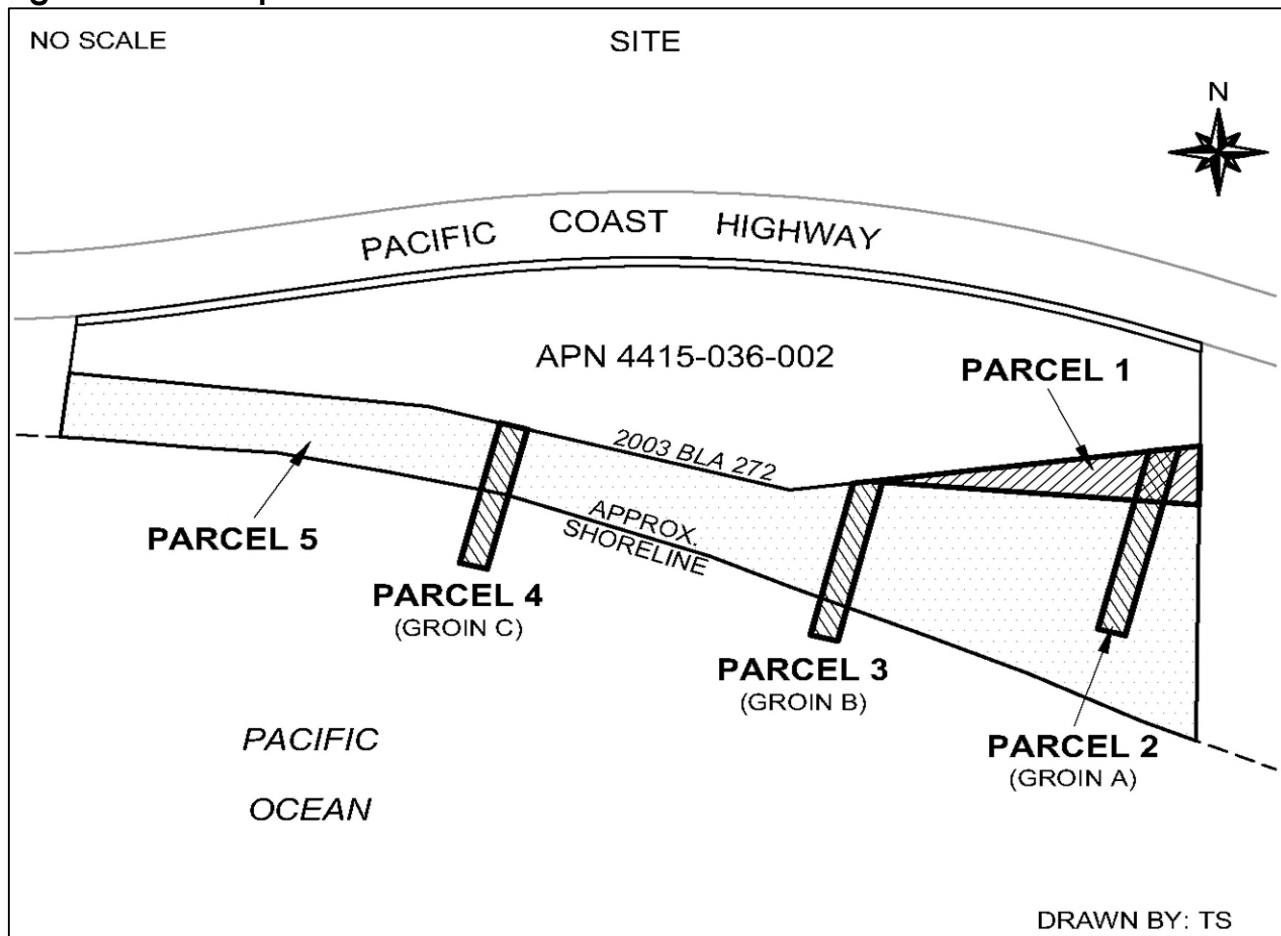 NO SCALE
SITE
N
PACIFIC COAST HIGHWAY
APN 4415-036-002
PARCEL 1
2003 BLA 272
PARCEL 5
APPROX.
SHORELINE
PARCEL 4
(GROIN C)
PARCEL 3
(GROIN B)
PARCEL 2
(GROIN A)
PACIFIC
OCEAN
DRAWN BY: TS